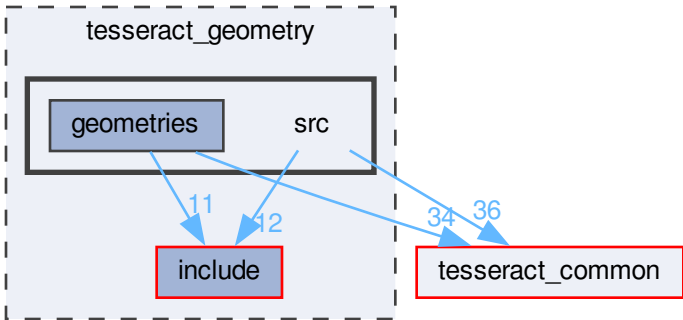 tesseract_geometry
geometries
src
11
12
34
36
include
tesseract_common